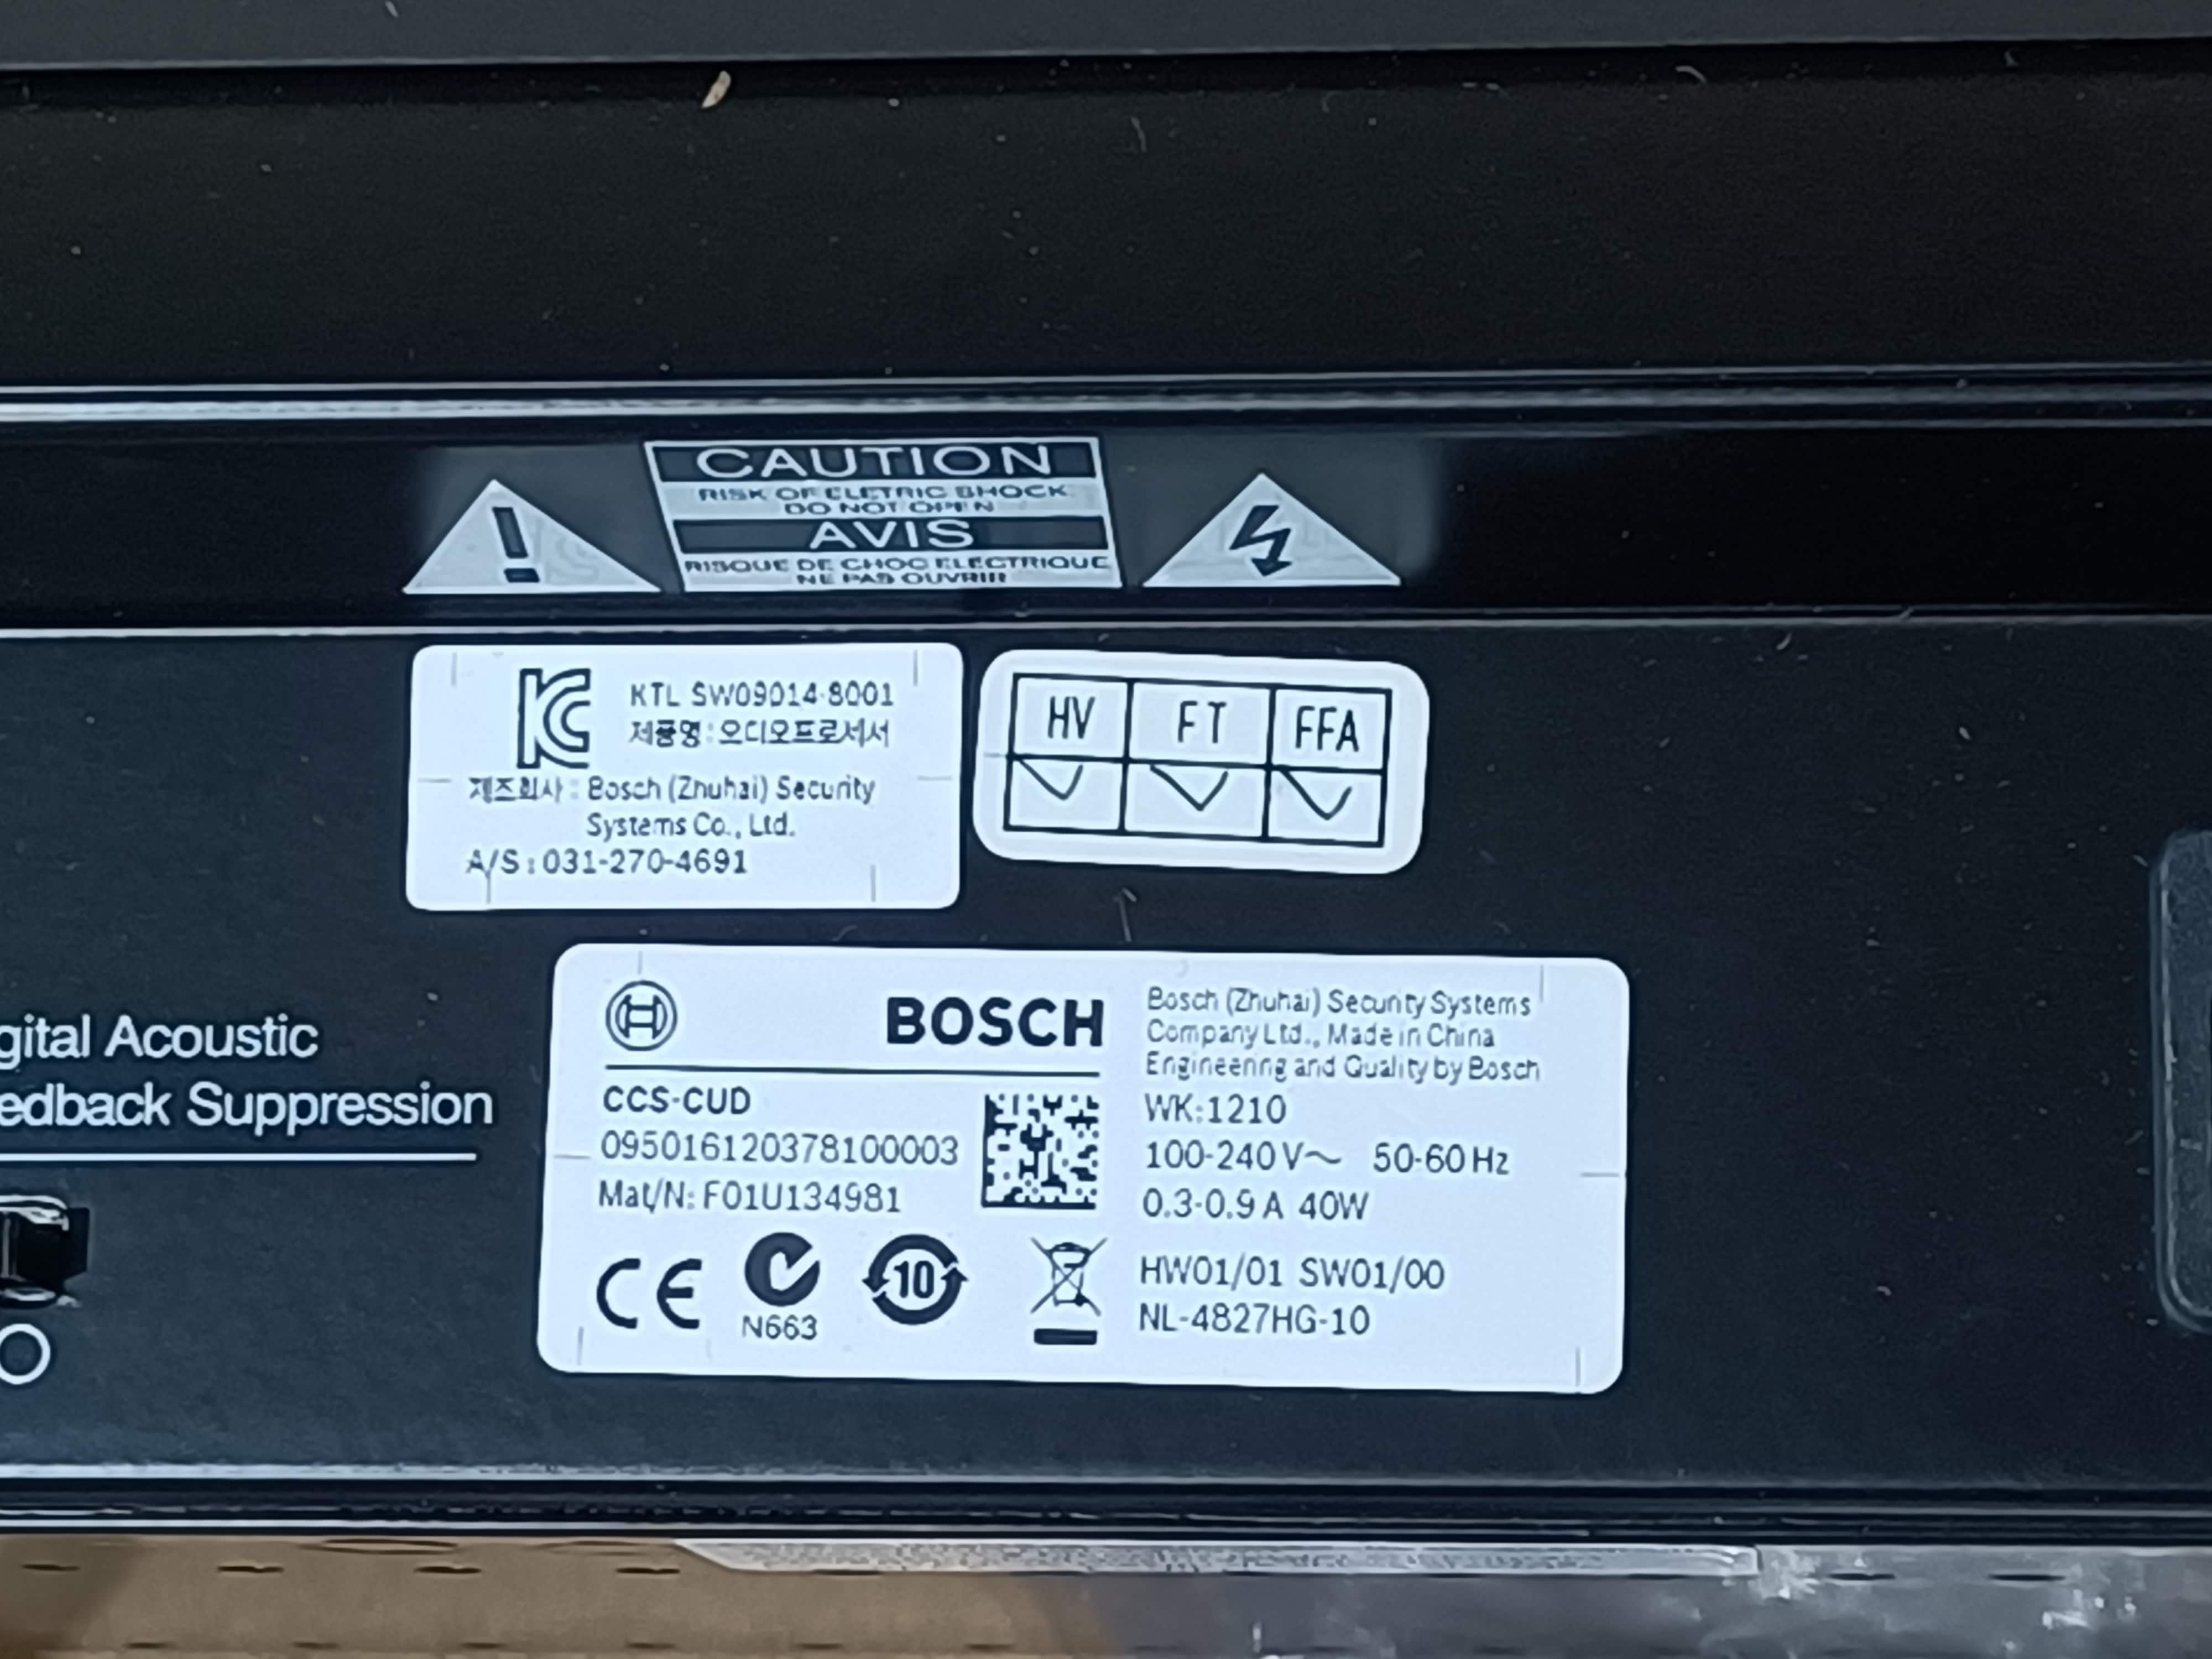 CAUTION
RISK OF ELETRIC SHOCK
DO NOT OPEN
AVIS
RISQUE DE CHOC ELECTRIQUE
NE PAS OUVRIR
KTL SW09014-8001
제품명 : 오디오프로세서
제조회사 : Bosch (Zhuhai) Security
Systems Co., Ltd.
A/S : 031-270-4691
HV FT FFA
gital Acoustic
edback Suppression
BOSCH
CCS-CUD
095016120378100003
Mat/N: F01U134981
CE
N663
10
Bosch (Zhuhai) Security Systems
Company Ltd., Made in China
Engineering and Quality by Bosch
WK:1210
100-240 V~ 50-60 Hz
0.3-0.9 A 40W
HW01/01 SW01/00
NL-4827HG-10